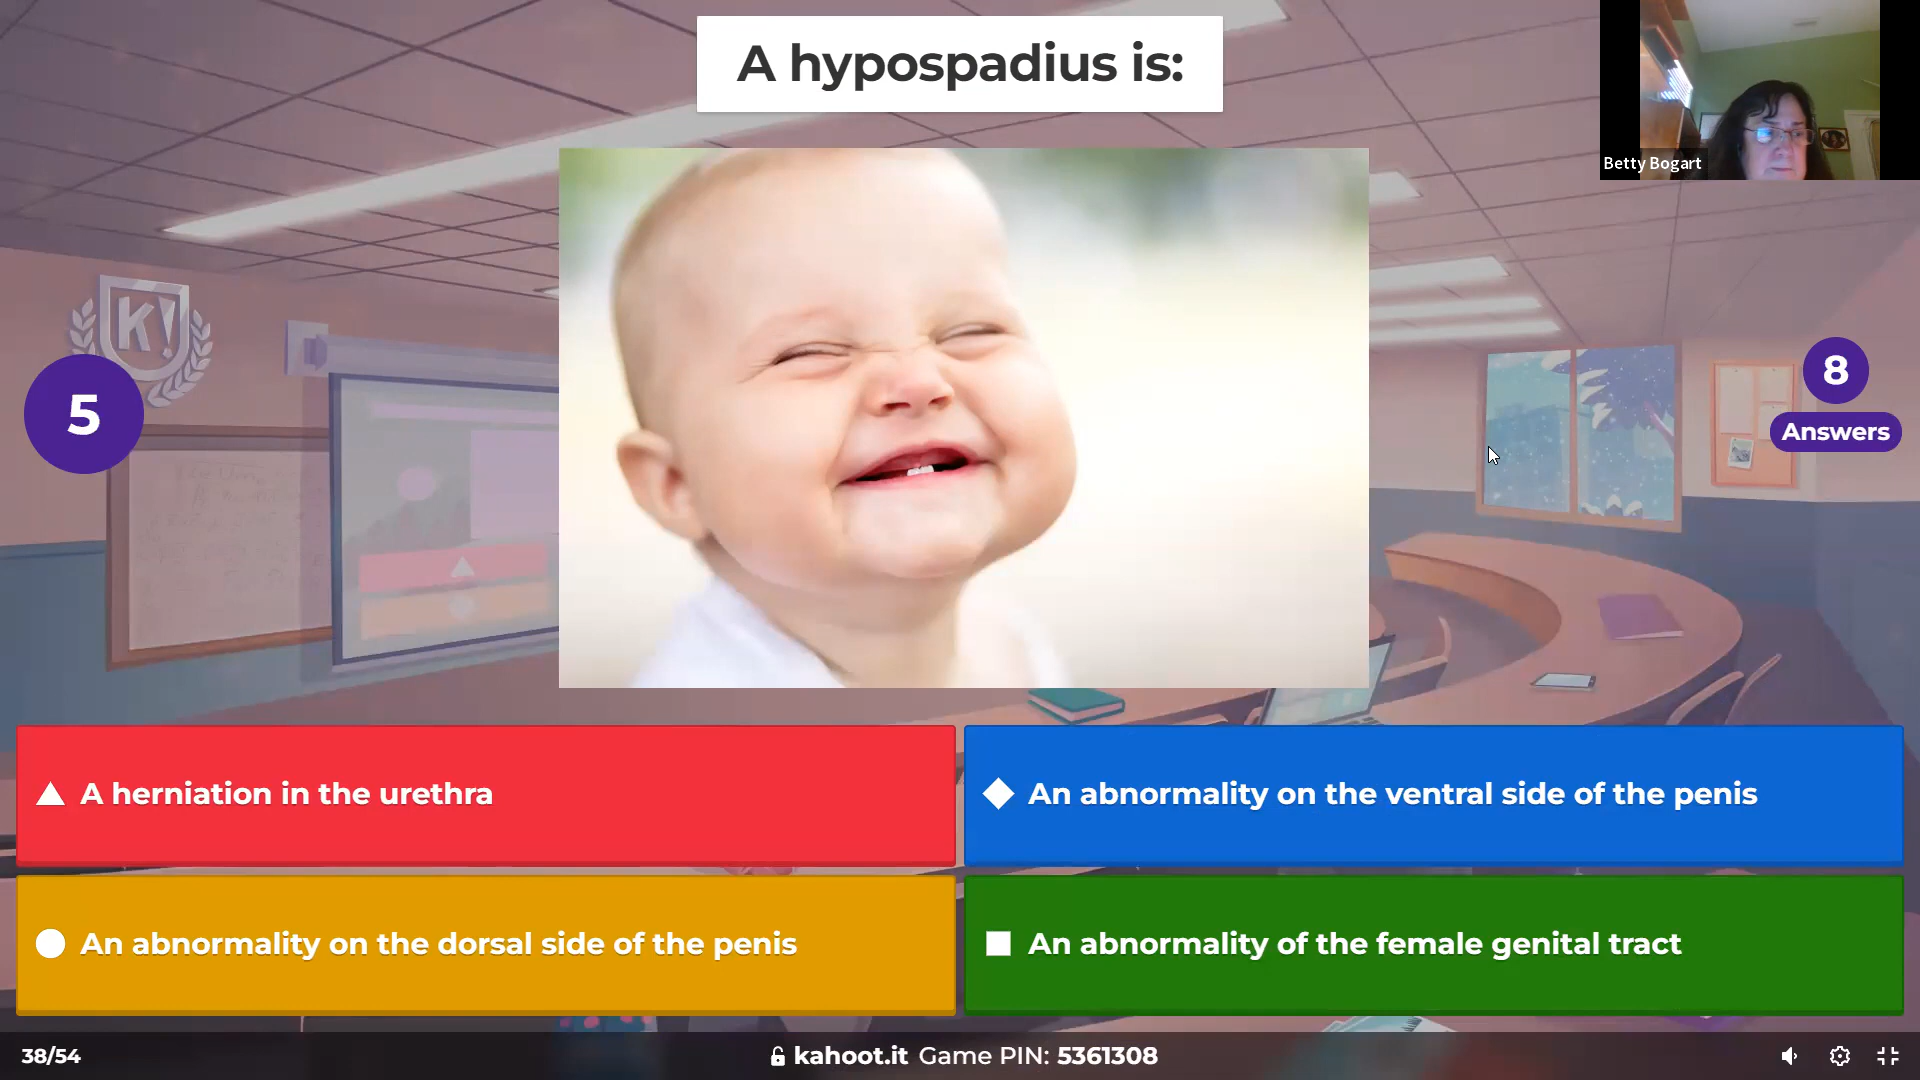 A hypospadius is:
Betty Bogart
K!
5
8
Answers
A herniation in the urethra
An abnormality on the ventral side of the penis
An abnormality on the dorsal side of the penis
An abnormality of the female genital tract
38/54
kahoot.it Game PIN: 5361308